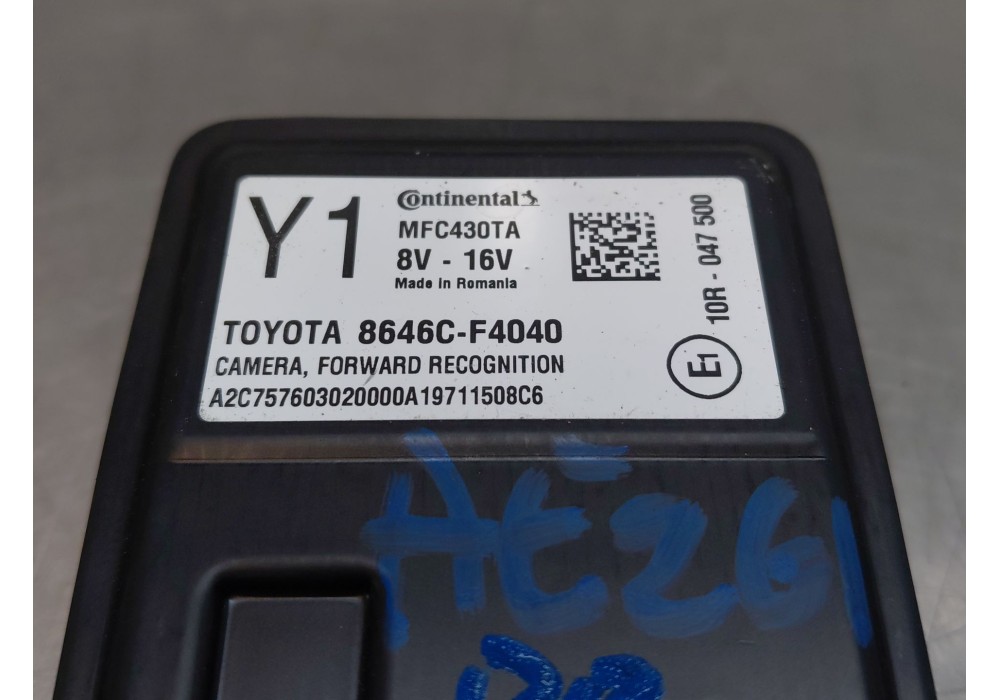 Y1
Continental
MFC430TA
8V - 16V
Made in Romania
TOYOTA 8646C-F4040
CAMERA, FORWARD RECOGNITION
A2C757603020000A19711508C6
10R - 047 500
E1
AE261